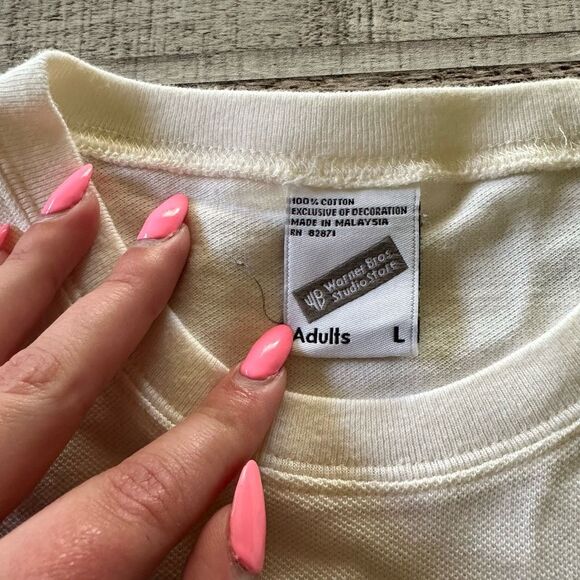 100% COTTON
EXCLUSIVE OF DECORATION
MADE IN MALAYSIA
RN 82871
WB Warner Bros.
Studio Store
Adults L